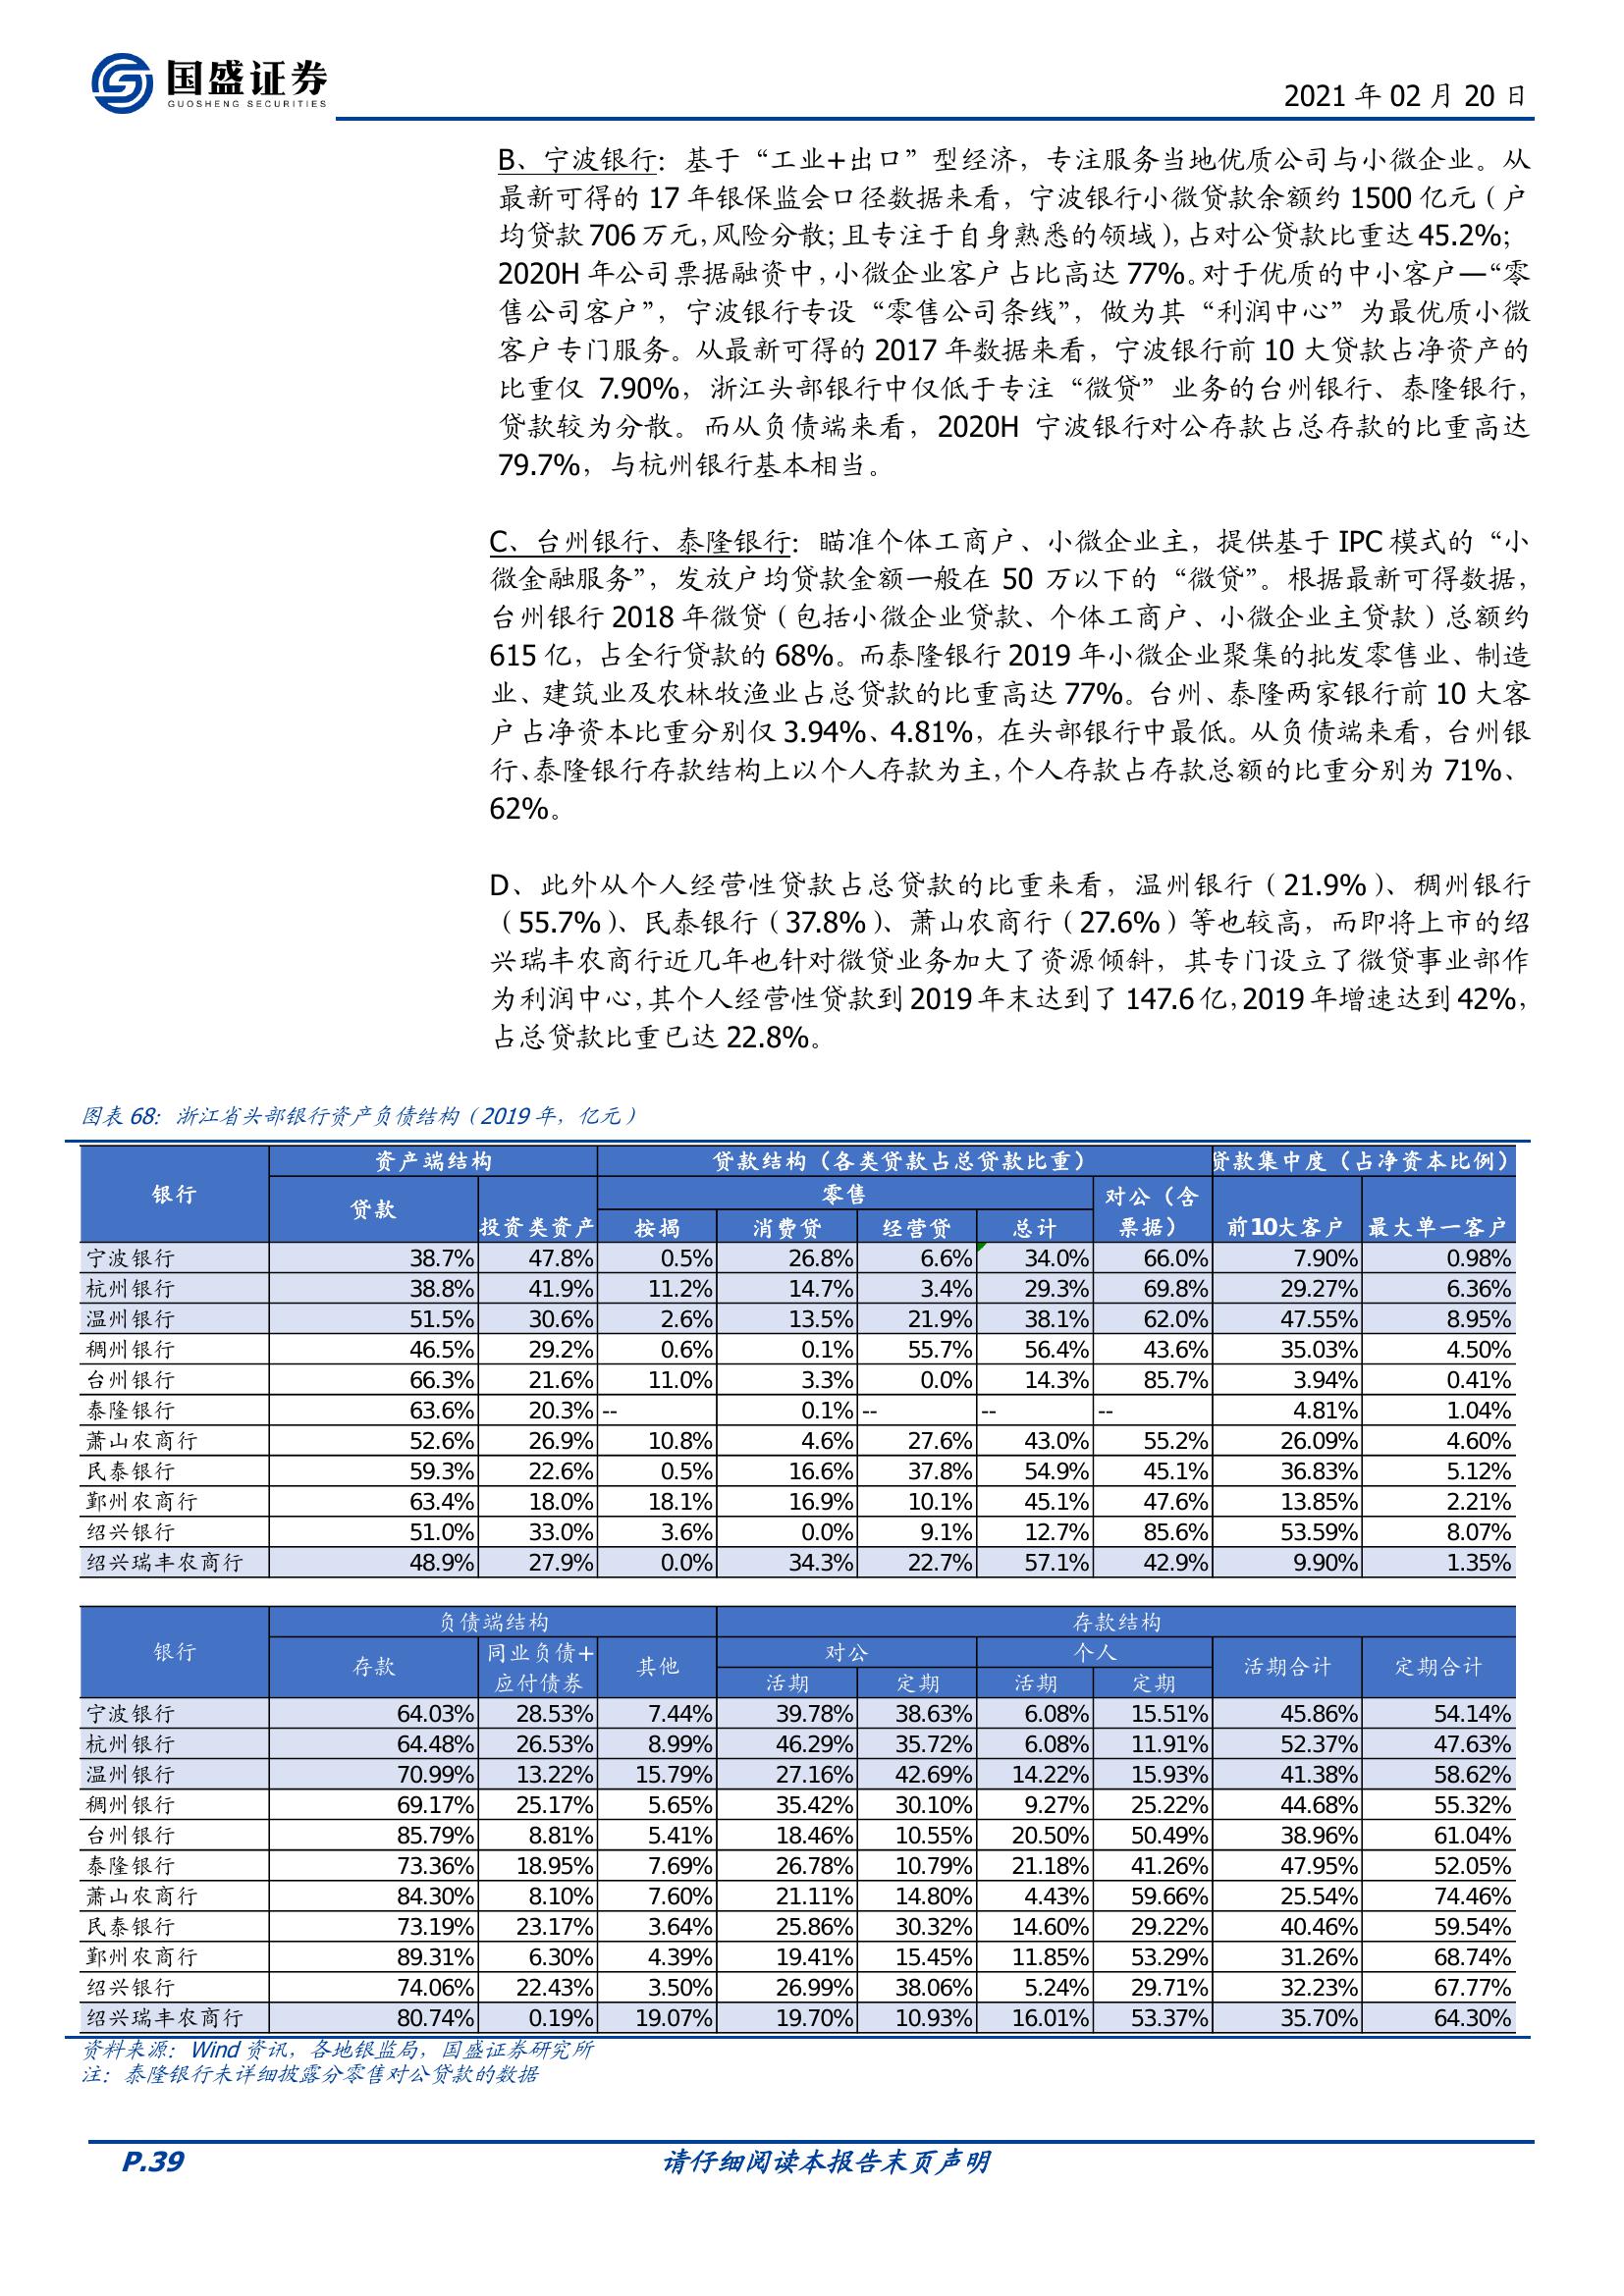 国盛证券
GUOSHENG SECURITIES
2021 年 02 月 20 日
B、宁波银行：基于“工业+出口”型经济，专注服务当地优质公司与小微企业。从
最新可得的 17 年银保监会口径数据来看，宁波银行小微贷款余额约 1500 亿元（户
均贷款 706 万元，风险分散；且专注于自身熟悉的领域），占对公贷款比重达 45.2%；
2020H 年公司票据融资中，小微企业客户占比高达 77%。对于优质的中小客户—“零
售公司客户”，宁波银行专设“零售公司条线”，做为其“利润中心”为最优质小微
客户专门服务。从最新可得的 2017 年数据来看，宁波银行前 10 大贷款占净资产的
比重仅 7.90%，浙江头部银行中仅低于专注“微贷”业务的台州银行、泰隆银行，
贷款较为分散。而从负债端来看，2020H 宁波银行对公存款占总存款的比重高达
79.7%，与杭州银行基本相当。
C、台州银行、泰隆银行：瞄准个体工商户、小微企业主，提供基于 IPC 模式的“小
微金融服务”，发放户均贷款金额一般在 50 万以下的“微贷”。根据最新可得数据，
台州银行 2018 年微贷（包括小微企业贷款、个体工商户、小微企业主贷款）总额约
615 亿，占全行贷款的 68%。而泰隆银行 2019 年小微企业聚集的批发零售业、制造
业、建筑业及农林牧渔业占总贷款的比重高达 77%。台州、泰隆两家银行前 10 大客
户占净资本比重分别仅 3.94%、4.81%，在头部银行中最低。从负债端来看，台州银
行、泰隆银行存款结构上以个人存款为主，个人存款占存款总额的比重分别为 71%、
62%。
D、此外从个人经营性贷款占总贷款的比重来看，温州银行（21.9%）、稠州银行
（55.7%）、民泰银行（37.8%）、萧山农商行（27.6%）等也较高，而即将上市的绍
兴瑞丰农商行近几年也针对微贷业务加大了资源倾斜，其专门设立了微贷事业部作
为利润中心，其个人经营性贷款到 2019 年末达到了 147.6 亿，2019 年增速达到 42%，
占总贷款比重已达 22.8%。
图表 68：浙江省头部银行资产负债结构（2019 年，亿元）
银行 资产端结构 贷款结构（各类贷款占总贷款比重） 贷款集中度（占净资本比例）
贷款 投资类资产 零售 对公（含票据） 前10大客户 最大单一客户
按揭 消费贷 经营贷 总计
宁波银行 38.7% 47.8% 0.5% 26.8% 6.6% 34.0% 66.0% 7.90% 0.98%
杭州银行 38.8% 41.9% 11.2% 14.7% 3.4% 29.3% 69.8% 29.27% 6.36%
温州银行 51.5% 30.6% 2.6% 13.5% 21.9% 38.1% 62.0% 47.55% 8.95%
稠州银行 46.5% 29.2% 0.6% 0.1% 55.7% 56.4% 43.6% 35.03% 4.50%
台州银行 66.3% 21.6% 11.0% 3.3% 0.0% 14.3% 85.7% 3.94% 0.41%
泰隆银行 63.6% 20.3% -- 0.1% -- -- -- 4.81% 1.04%
萧山农商行 52.6% 26.9% 10.8% 4.6% 27.6% 43.0% 55.2% 26.09% 4.60%
民泰银行 59.3% 22.6% 0.5% 16.6% 37.8% 54.9% 45.1% 36.83% 5.12%
鄞州农商行 63.4% 18.0% 18.1% 16.9% 10.1% 45.1% 47.6% 13.85% 2.21%
绍兴银行 51.0% 33.0% 3.6% 0.0% 9.1% 12.7% 85.6% 53.59% 8.07%
绍兴瑞丰农商行 48.9% 27.9% 0.0% 34.3% 22.7% 57.1% 42.9% 9.90% 1.35%
银行 负债端结构 存款结构
存款 同业负债+应付债券 其他 对公 个人 活期合计 定期合计
活期 定期 活期 定期
宁波银行 64.03% 28.53% 7.44% 39.78% 38.63% 6.08% 15.51% 45.86% 54.14%
杭州银行 64.48% 26.53% 8.99% 46.29% 35.72% 6.08% 11.91% 52.37% 47.63%
温州银行 70.99% 13.22% 15.79% 27.16% 42.69% 14.22% 15.93% 41.38% 58.62%
稠州银行 69.17% 25.17% 5.65% 35.42% 30.10% 9.27% 25.22% 44.68% 55.32%
台州银行 85.79% 8.81% 5.41% 18.46% 10.55% 20.50% 50.49% 38.96% 61.04%
泰隆银行 73.36% 18.95% 7.69% 26.78% 10.79% 21.18% 41.26% 47.95% 52.05%
萧山农商行 84.30% 8.10% 7.60% 21.11% 14.80% 4.43% 59.66% 25.54% 74.46%
民泰银行 73.19% 23.17% 3.64% 25.86% 30.32% 14.60% 29.22% 40.46% 59.54%
鄞州农商行 89.31% 6.30% 4.39% 19.41% 15.45% 11.85% 53.29% 31.26% 68.74%
绍兴银行 74.06% 22.43% 3.50% 26.99% 38.06% 5.24% 29.71% 32.23% 67.77%
绍兴瑞丰农商行 80.74% 0.19% 19.07% 19.70% 10.93% 16.01% 53.37% 35.70% 64.30%
资料来源：Wind 资讯，各地银监局，国盛证券研究所
注：泰隆银行未详细披露分零售对公贷款的数据
P.39
请仔细阅读本报告末页声明